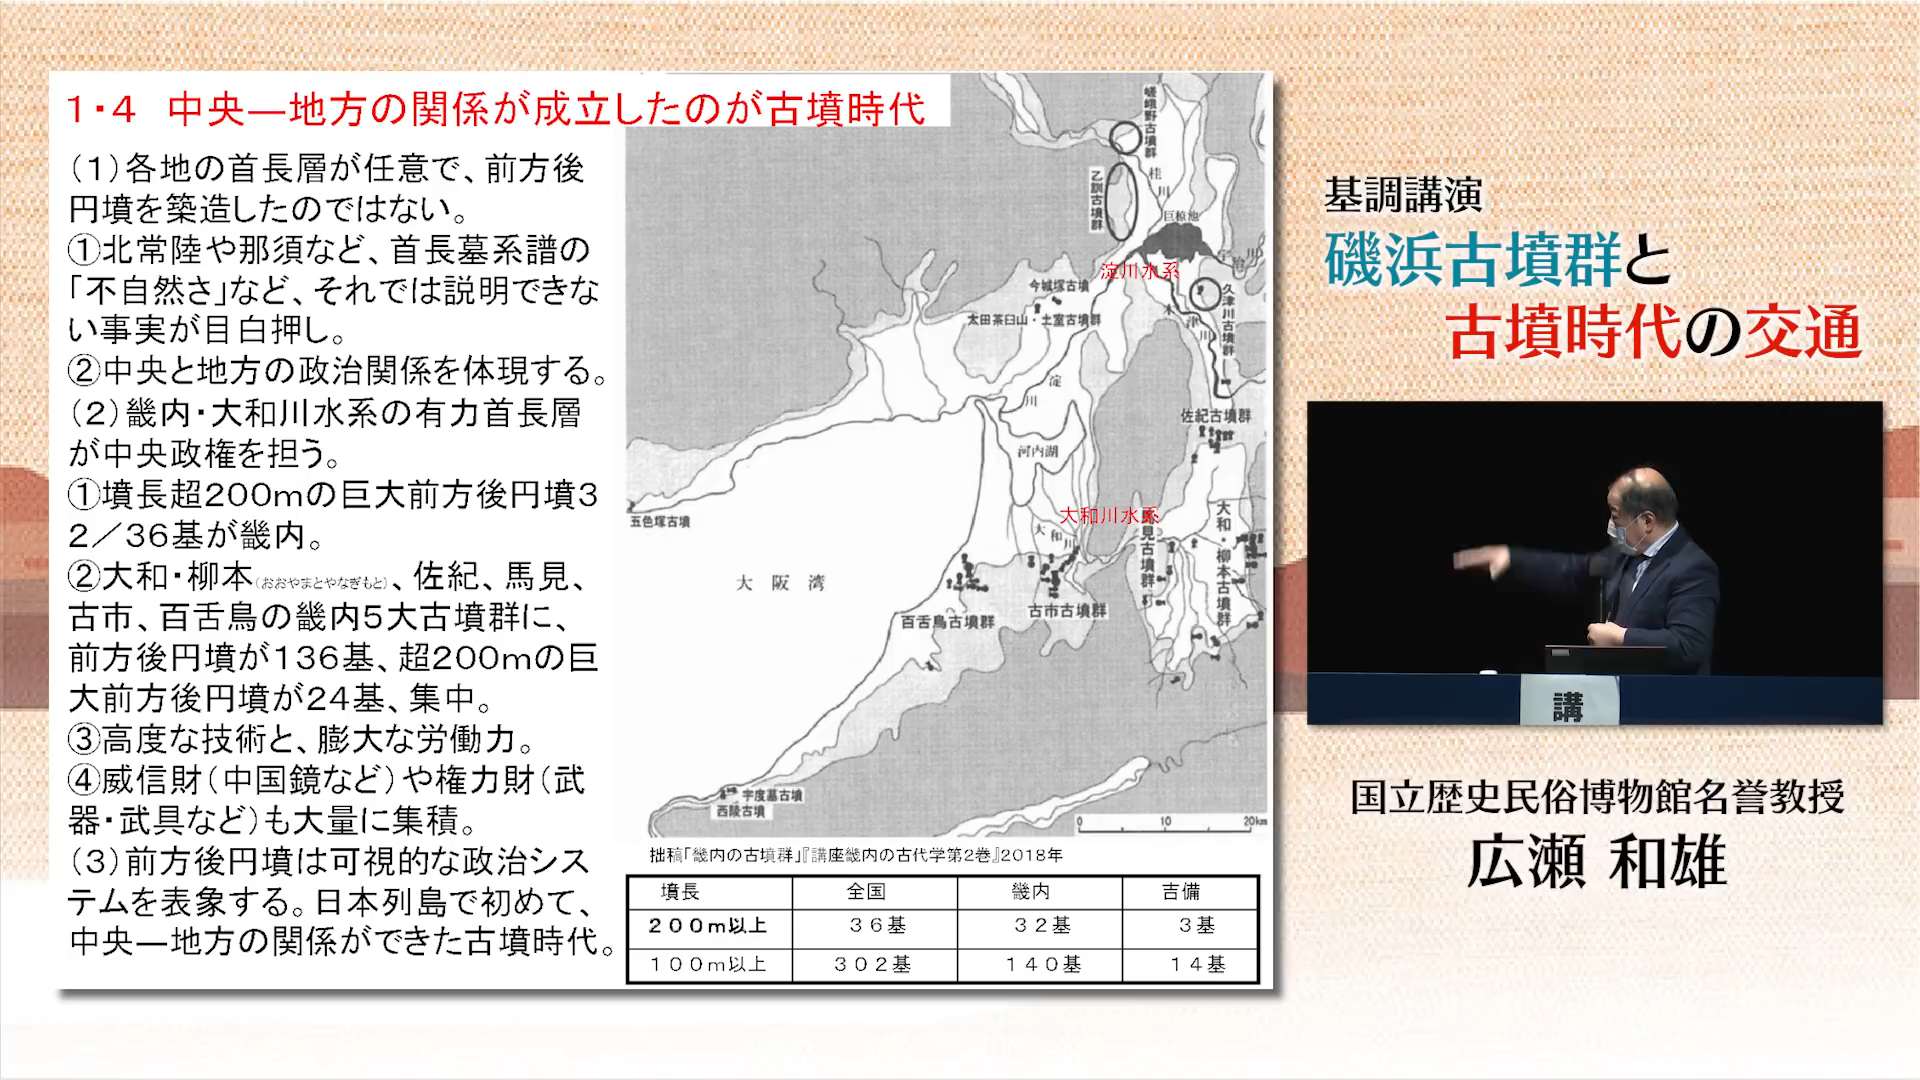 1・4 中央―地方の関係が成立したのが古墳時代
(1)各地の首長層が任意で、前方後
円墳を築造したのではない。
①北常陸や那須など、首長墓系譜の
「不自然さ」など、それでは説明できな
い事実が目白押し。
②中央と地方の政治関係を体現する。
(2)畿内・大和川水系の有力首長層
が中央政権を担う。
①墳長超200mの巨大前方後円墳3
2/36基が畿内。
②大和・柳本(おおやまとやなぎもと)、佐紀、馬見、
古市、百舌鳥の畿内5大古墳群に、
前方後円墳が136基、超200mの巨
大前方後円墳が24基、集中。
③高度な技術と、膨大な労働力。
④威信財(中国鏡など)や権力財(武
器・武具など)も大量に集積。
(3)前方後円墳は可視的な政治シス
テムを表象する。日本列島で初めて、
中央―地方の関係ができた古墳時代。
嵯峨野古墳群
乙訓古墳群
桂川
巨椋池
宇治川
淀川水系
今城塚古墳
太田茶臼山・土室古墳群
久津川古墳群
木津川
淀川
佐紀古墳群
河内湖
五色塚古墳
大和川水系
大和川
見古墳群
大和・柳本古墳群
大阪湾
百舌鳥古墳群
古市古墳群
宇度墓古墳
西陵古墳
0 10 20km
拙稿「畿内の古墳群」『講座畿内の古代学第2巻』2018年
墳長 全国 畿内 吉備
200m以上 36基 32基 3基
100m以上 302基 140基 14基
基調講演
磯浜古墳群と
古墳時代の交通
講
国立歴史民俗博物館名誉教授
広瀬 和雄